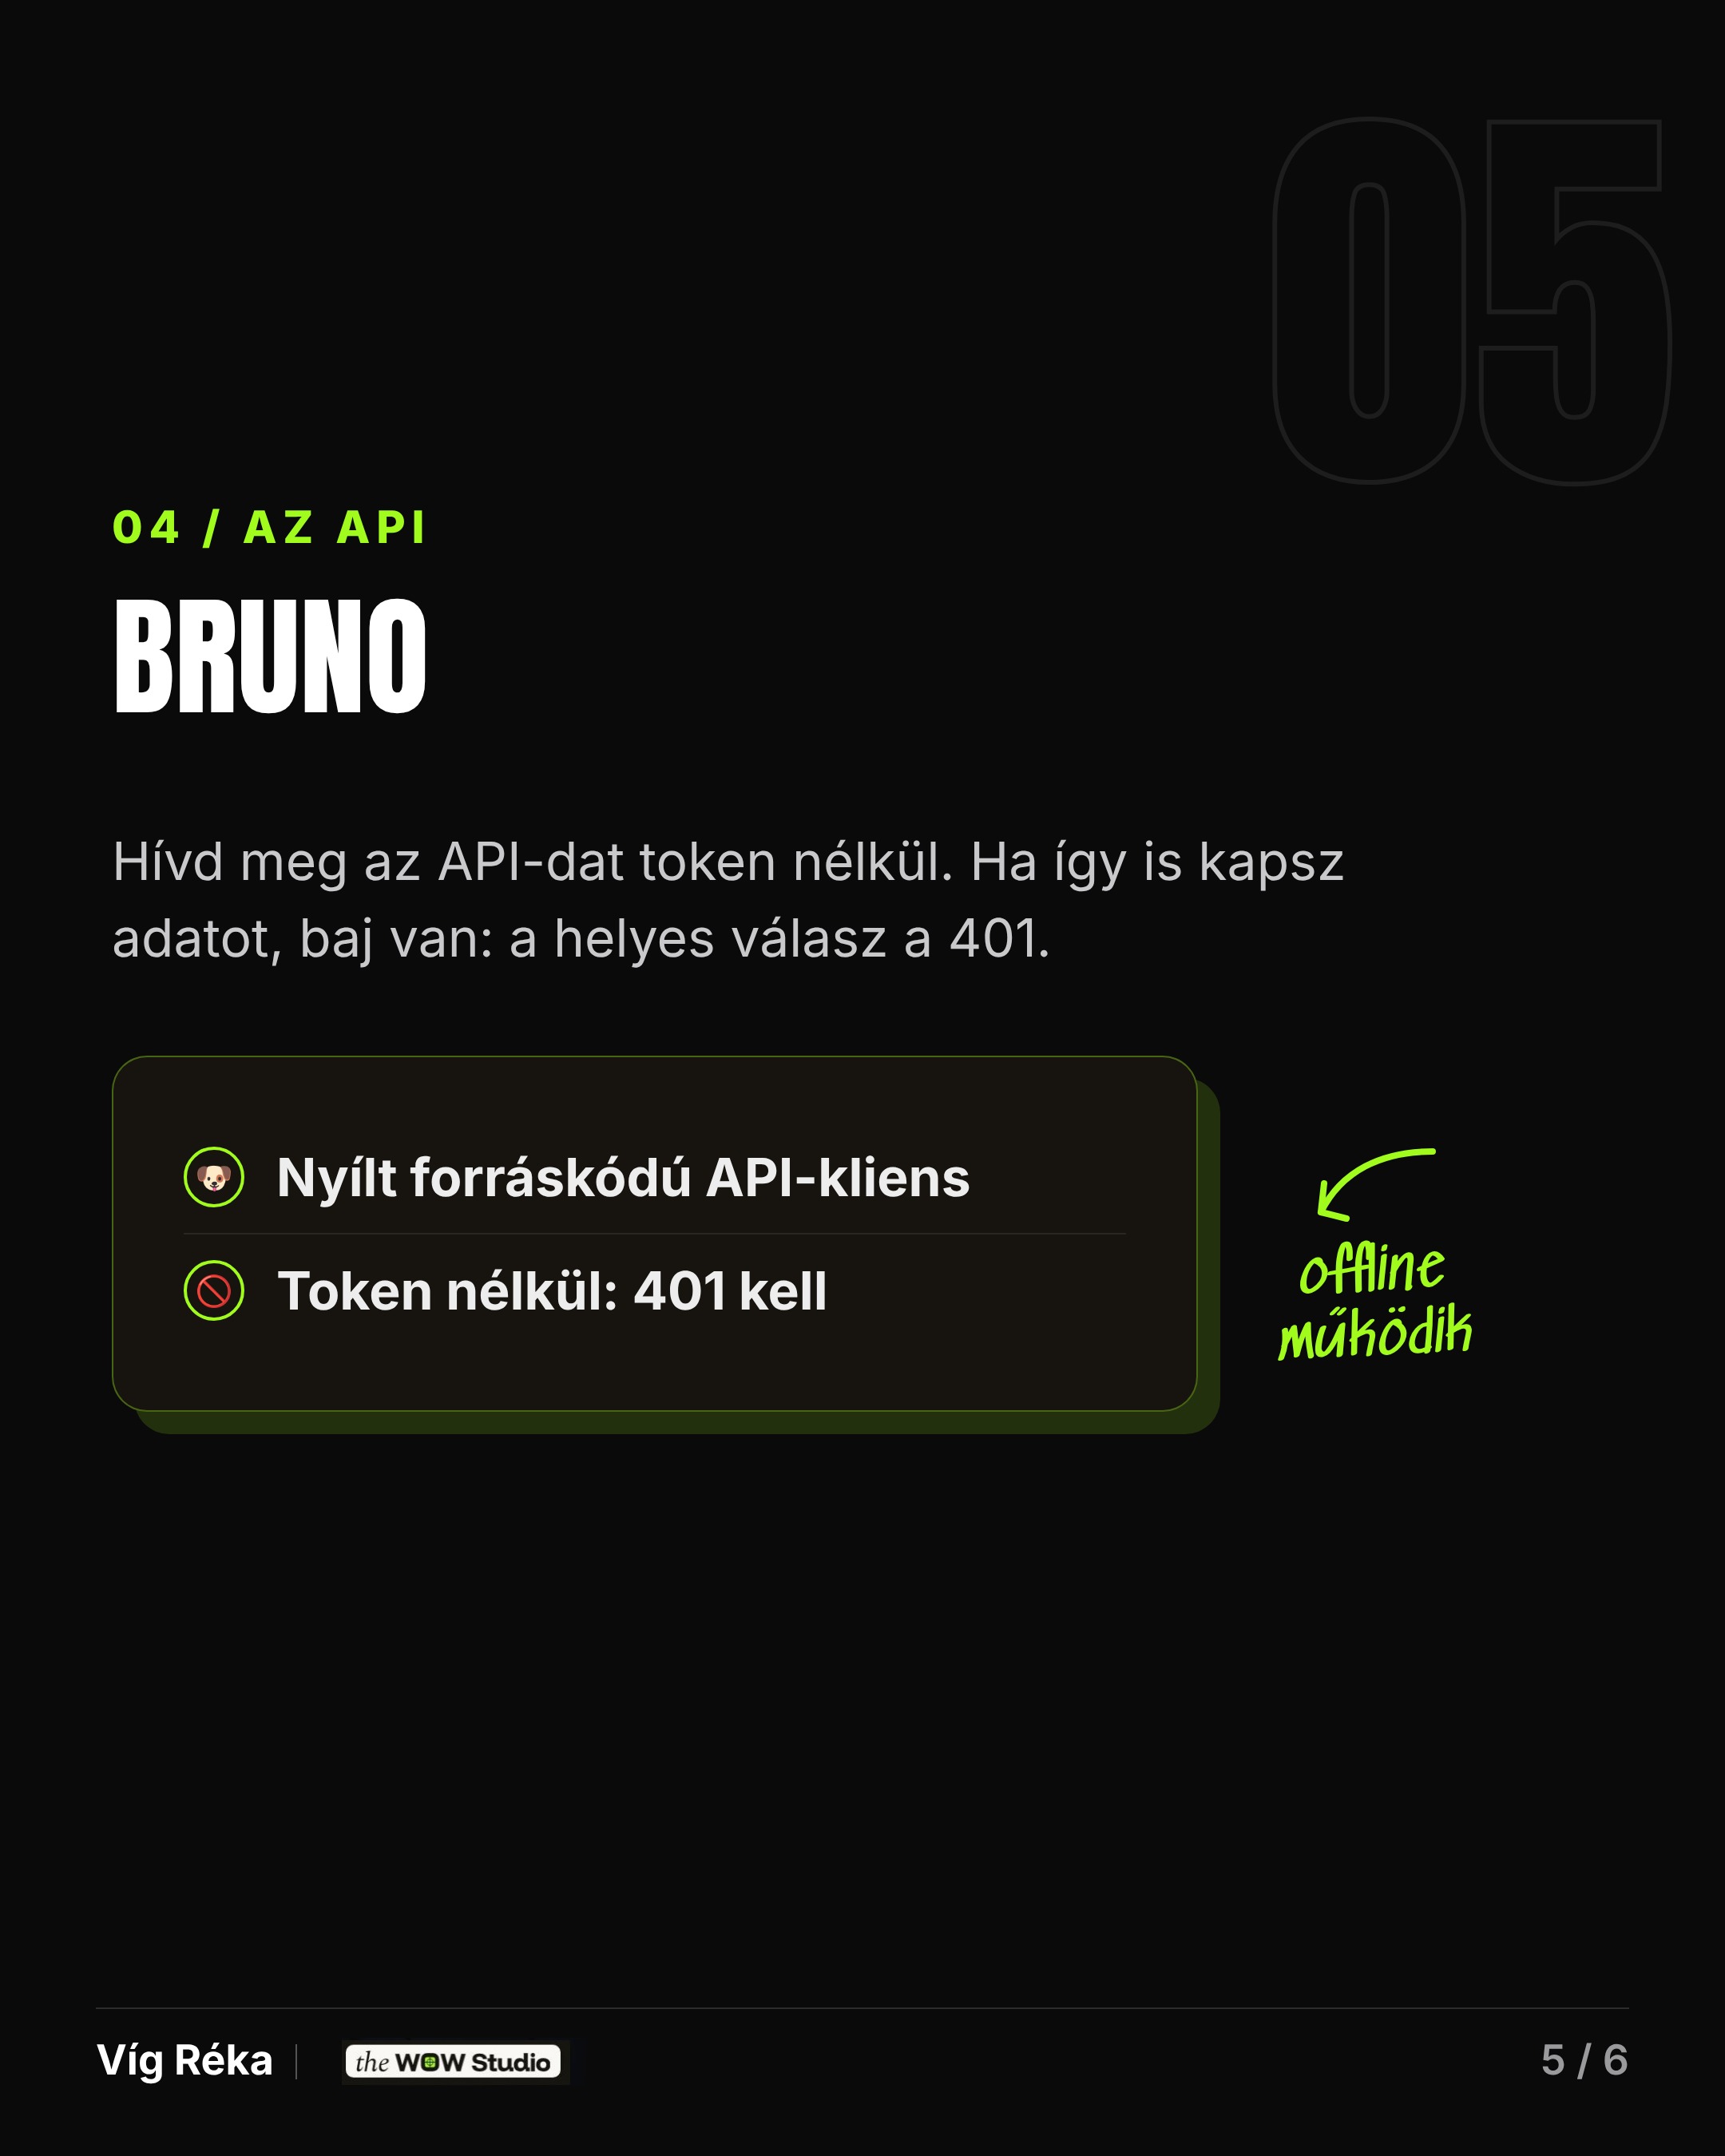 05
04 / AZ API
BRUNO
Hívd meg az API-dat token nélkül. Ha így is kapsz
adatot, baj van: a helyes válasz a 401.
Nyílt forráskódú API-kliens
Token nélkül: 401 kell
offline
működik
Víg Réka
the WOW Studio
5 / 6